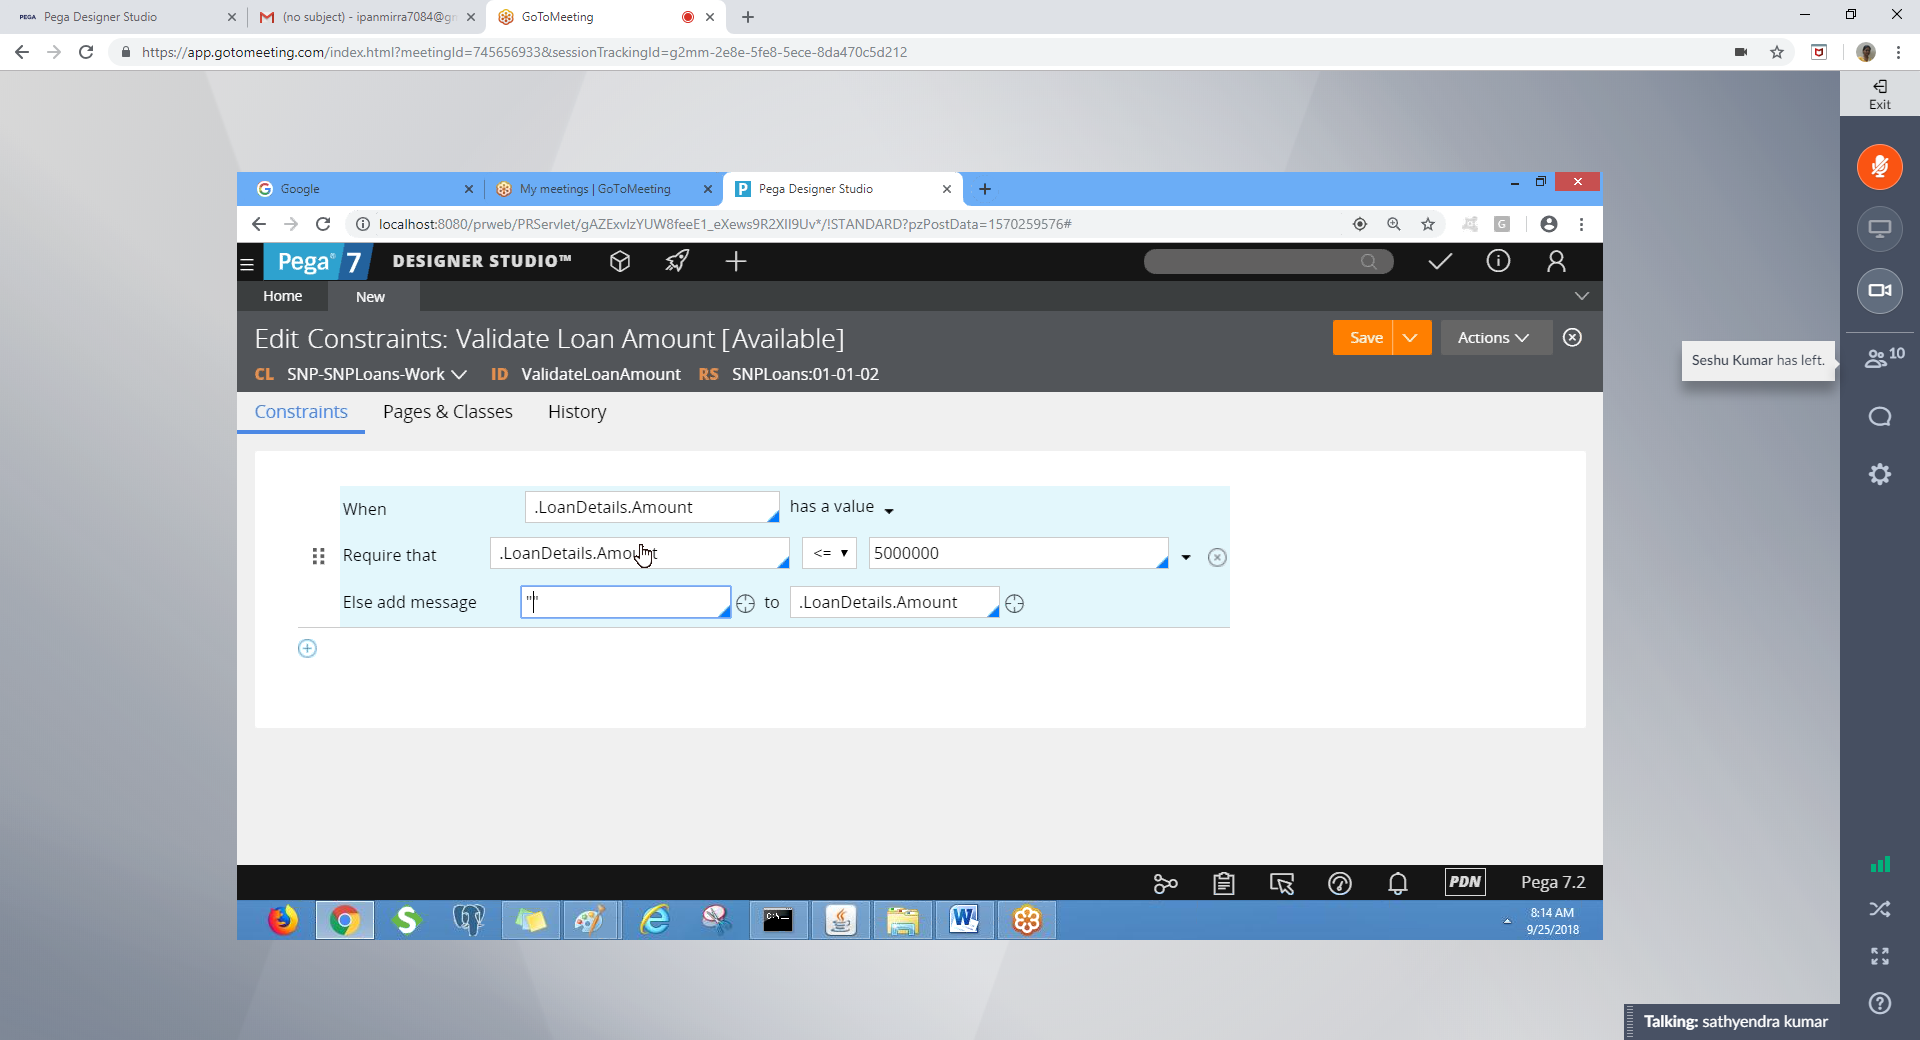 PEGA Pega Designer Studio
(no subject) - ipanmirra7084@gr
GoToMeeting
https://app.gotomeeting.com/index.html?meetingId=745656933&sessionTrackingId=g2mm-2e8e-5fe8-5ece-8da470c5d212
Exit
Google
My meetings | GoToMeeting
Pega Designer Studio
localhost:8080/prweb/PRServlet/gAZExvlzYUW8feeE1_eXews9R2XII9Uv*/!STANDARD?pzPostData=1570259576#
Pega 7 DESIGNER STUDIO™
Home New
Edit Constraints: Validate Loan Amount [Available]
Save Actions
CL SNP-SNPLoans-Work ID ValidateLoanAmount RS SNPLoans:01-01-02
Seshu Kumar has left.
10
Constraints Pages & Classes History
When .LoanDetails.Amount has a value
Require that .LoanDetails.Amount <= 5000000
Else add message "" to .LoanDetails.Amount
PDN Pega 7.2
8:14 AM
9/25/2018
Talking: sathyendra kumar